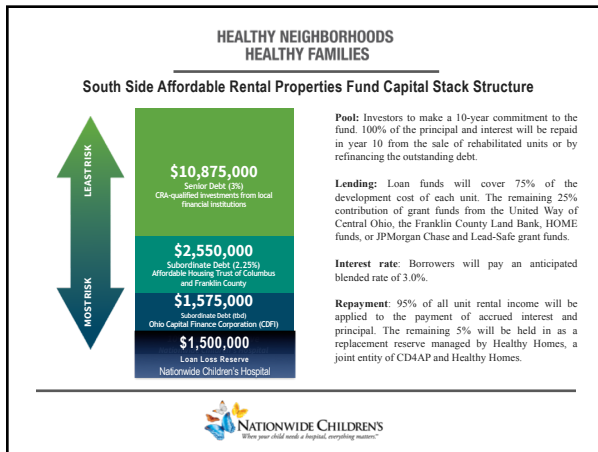 HEALTHY NEIGHBORHOODS
HEALTHY FAMILIES
South Side Affordable Rental Properties Fund Capital Stack Structure
LEAST RISK
MOST RISK
$10,875,000
Senior Debt (3%)
CRA-qualified investments from local
financial institutions
$2,550,000
Subordinate Debt (2.25%)
Affordable Housing Trust of Columbus
and Franklin County
$1,575,000
Subordinate Debt (tbd)
Ohio Capital Finance Corporation (CDFI)
$1,500,000
Loan Loss Reserve
Nationwide Children's Hospital
Pool: Investors to make a 10-year commitment to the
fund. 100% of the principal and interest will be repaid
in year 10 from the sale of rehabilitated units or by
refinancing the outstanding debt.
Lending: Loan funds will cover 75% of the
development cost of each unit. The remaining 25%
contribution of grant funds from the United Way of
Central Ohio, the Franklin County Land Bank, HOME
funds, or JPMorgan Chase and Lead-Safe grant funds.
Interest rate: Borrowers will pay an anticipated
blended rate of 3.0%.
Repayment: 95% of all unit rental income will be
applied to the payment of accrued interest and
principal. The remaining 5% will be held in as a
replacement reserve managed by Healthy Homes, a
joint entity of CD4AP and Healthy Homes.
NATIONWIDE CHILDREN'S
When your child needs a hospital, everything matters.